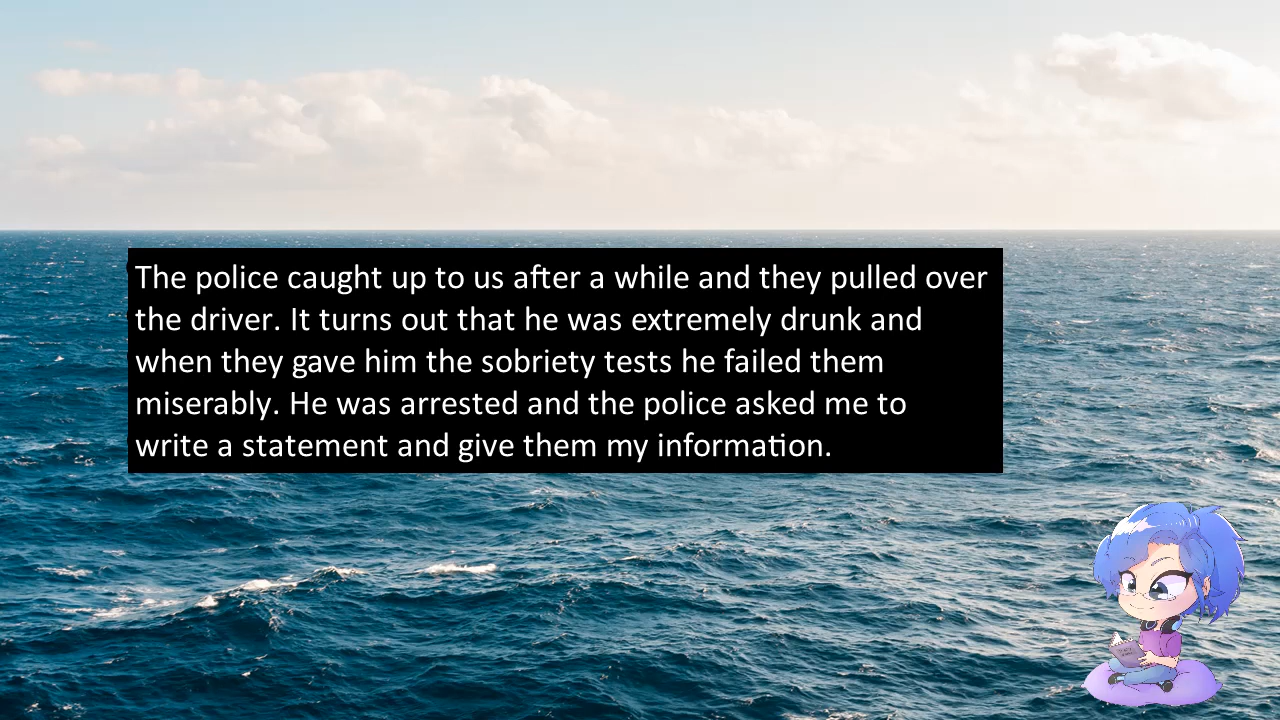 The police caught up to us after a while and they pulled over
the driver. It turns out that he was extremely drunk and
when they gave him the sobriety tests he failed them
miserably. He was arrested and the police asked me to
write a statement and give them my information.